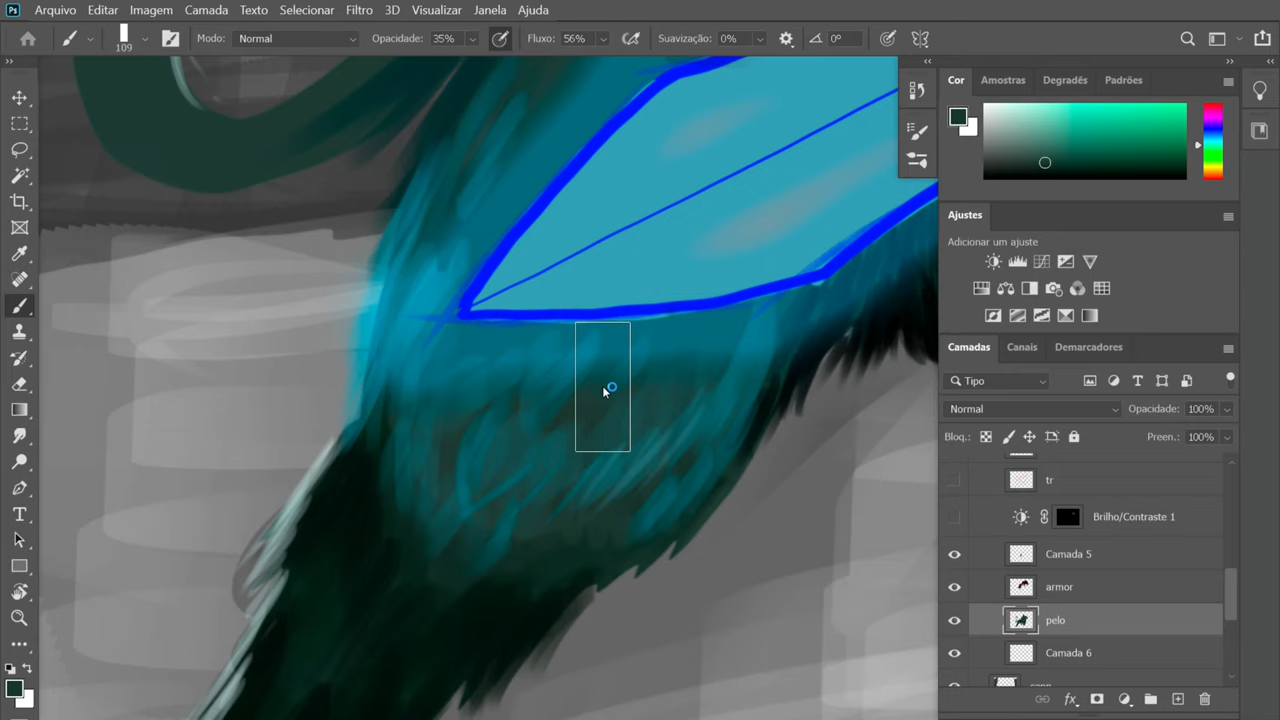 Ps Arquivo Editar Imagem Camada Texto Selecionar Filtro 3D Visualizar Janela Ajuda
109 Modo: Normal Opacidade: 35% Fluxo: 56% Suavização: 0% 0°
Cor Amostras Degradês Padrões
Ajustes
Adicionar um ajuste
Camadas Canais Demarcadores
Tipo
Normal Opacidade: 100%
Bloq.: Preen.: 100%
tr
Brilho/Contraste 1
Camada 5
armor
pelo
Camada 6
fx